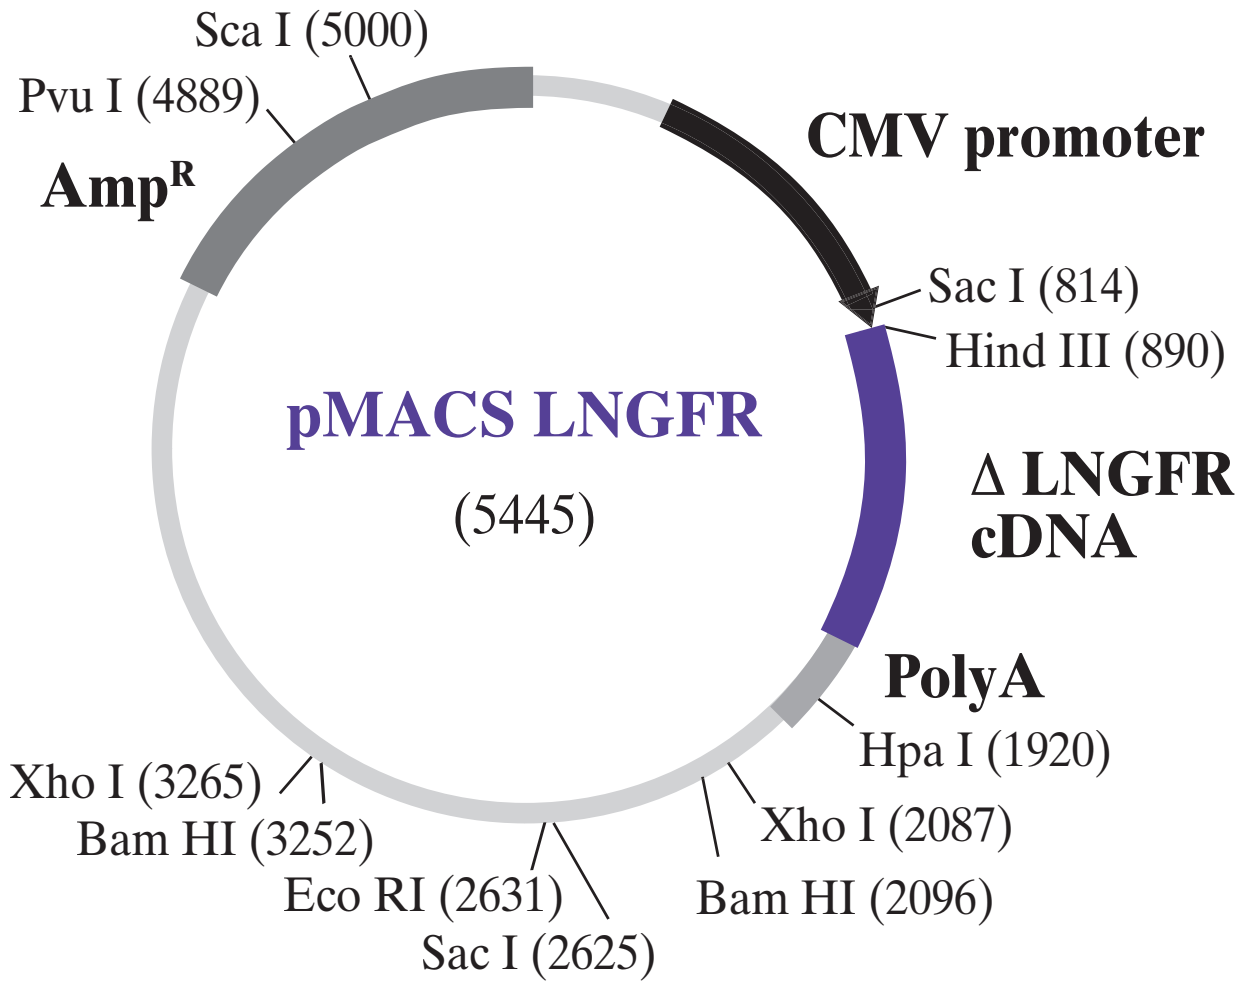 Sca I (5000)
Pvu I (4889)
Amp^R
CMV promoter
Sac I (814)
Hind III (890)
pMACS LNGFR
(5445)
Δ LNGFR
cDNA
PolyA
Hpa I (1920)
Xho I (2087)
Bam HI (2096)
Xho I (3265)
Bam HI (3252)
Eco RI (2631)
Sac I (2625)